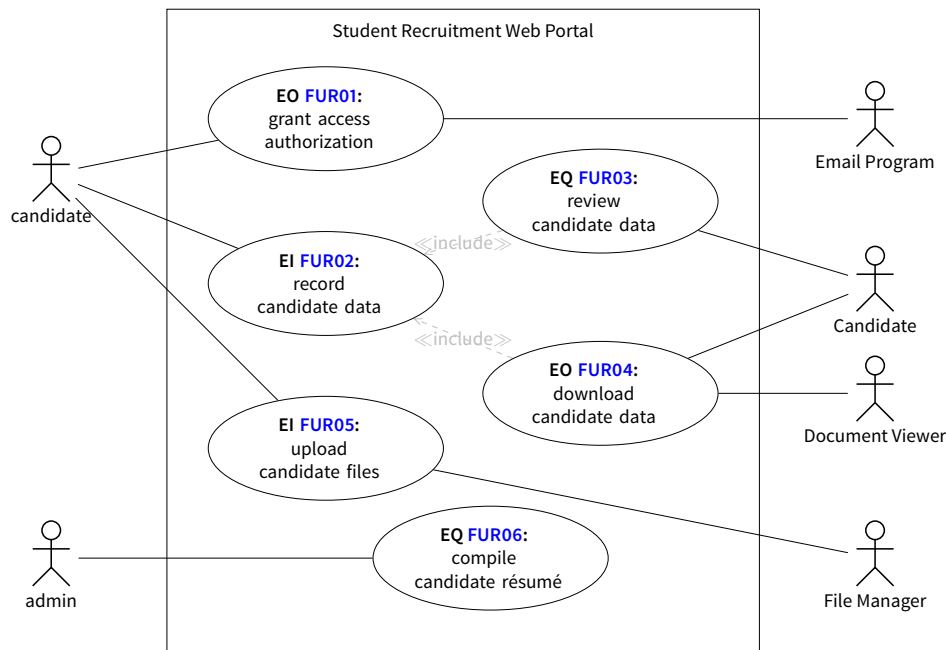 Student Recruitment Web Portal
EO FUR01:
grant access
authorization
Email Program
candidate
EQ FUR03:
review
candidate data
≪include≫
EI FUR02:
record
candidate data
Candidate
≪include≫
EO FUR04:
download
candidate data
Document Viewer
EI FUR05:
upload
candidate files
EQ FUR06:
compile
candidate résumé
admin
File Manager